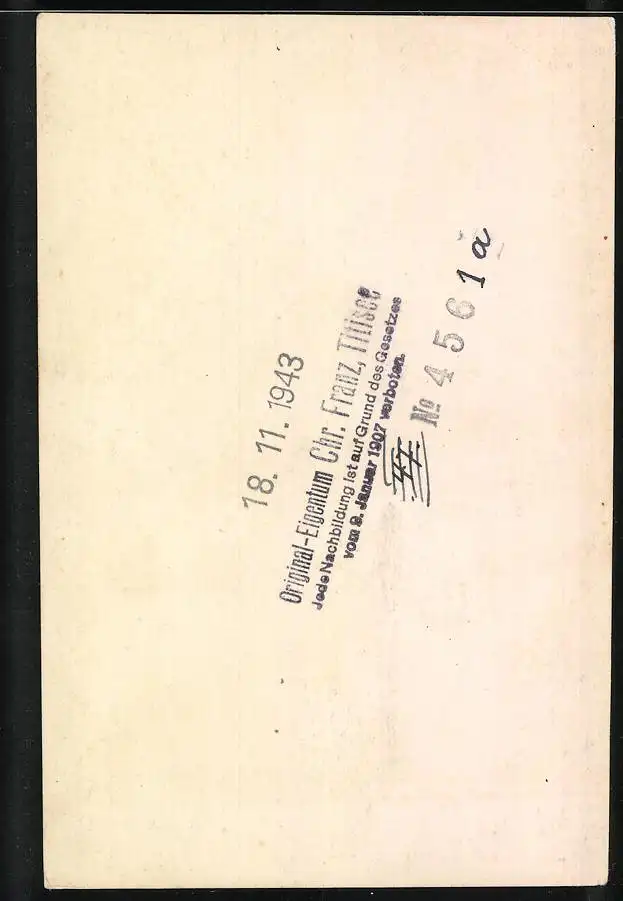 18. 11. 1943
Original-Eigentum Chr. Franz, Titisee
Jede Nachbildung ist auf Grund des Gesetzes
vom 9. Januar 1907 verboten.
№ 4561a